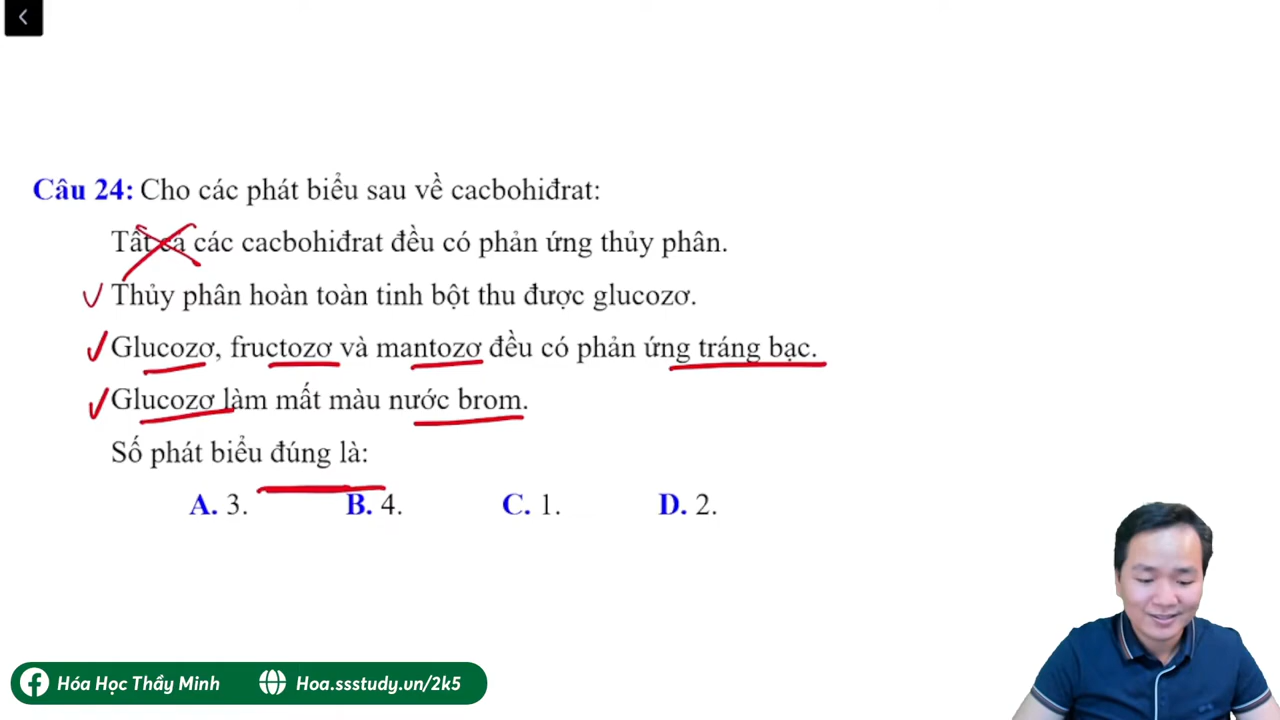 Câu 24: Cho các phát biểu sau về cacbohiđrat:
Tất cả các cacbohiđrat đều có phản ứng thủy phân.
Thủy phân hoàn toàn tinh bột thu được glucozơ.
Glucozơ, fructozơ và mantozơ đều có phản ứng tráng bạc.
Glucozơ làm mất màu nước brom.
Số phát biểu đúng là:
A. 3. B. 4. C. 1. D. 2.
Hóa Học Thầy Minh Hoa.ssstudy.vn/2k5